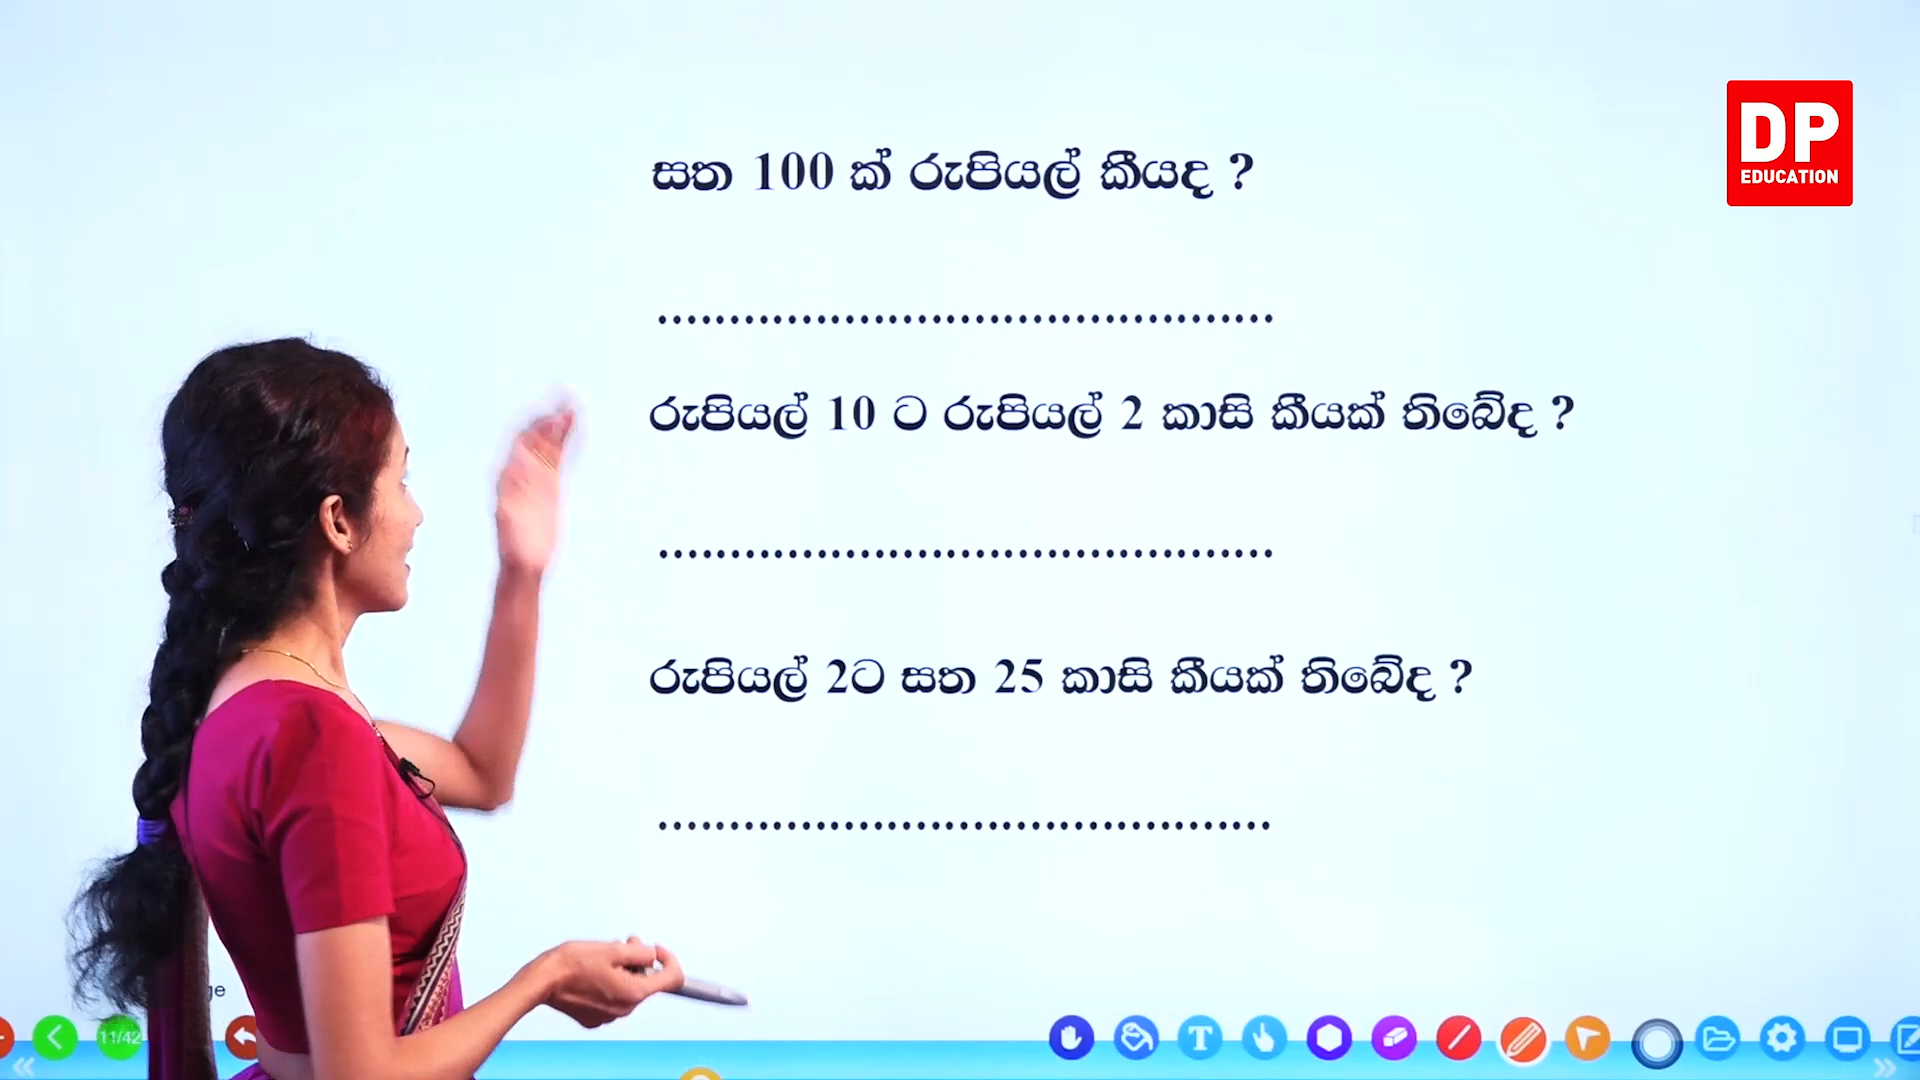 DP
EDUCATION
සත 100 ක් රුපියල් කීයද ?
..........................................
රුපියල් 10 ට රුපියල් 2 කාසි කීයක් තිබේද ?
..........................................
රුපියල් 2ට සත 25 කාසි කීයක් තිබේද ?
..........................................
11/42